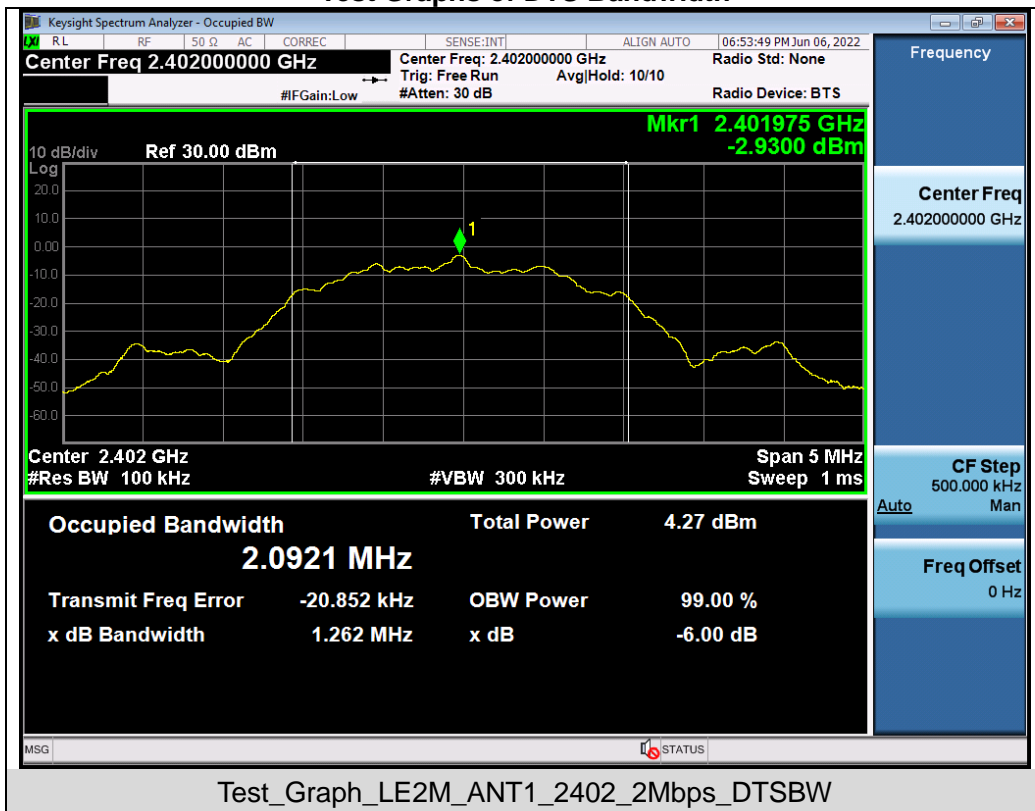 Test Graphs of DTS Bandwidth
Keysight Spectrum Analyzer - Occupied BW
LXI RL RF 50 Ω AC CORREC SENSE:INT ALIGN AUTO 06:53:49 PM Jun 06, 2022
Center Freq 2.402000000 GHz
#IFGain:Low
Center Freq: 2.402000000 GHz
Trig: Free Run Avg|Hold: 10/10
#Atten: 30 dB
Radio Std: None
Radio Device: BTS
Mkr1 2.401975 GHz
-2.9300 dBm
10 dB/div Ref 30.00 dBm
Log
20.0
10.0
0.00
-10.0
-20.0
-30.0
-40.0
-50.0
-60.0
1
Center 2.402 GHz Span 5 MHz
#Res BW 100 kHz #VBW 300 kHz Sweep 1 ms
Occupied Bandwidth Total Power 4.27 dBm
2.0921 MHz
Transmit Freq Error -20.852 kHz OBW Power 99.00 %
x dB Bandwidth 1.262 MHz x dB -6.00 dB
MSG STATUS
Frequency
Center Freq
2.402000000 GHz
CF Step
500.000 kHz
Auto Man
Freq Offset
0 Hz
Test_Graph_LE2M_ANT1_2402_2Mbps_DTSBW